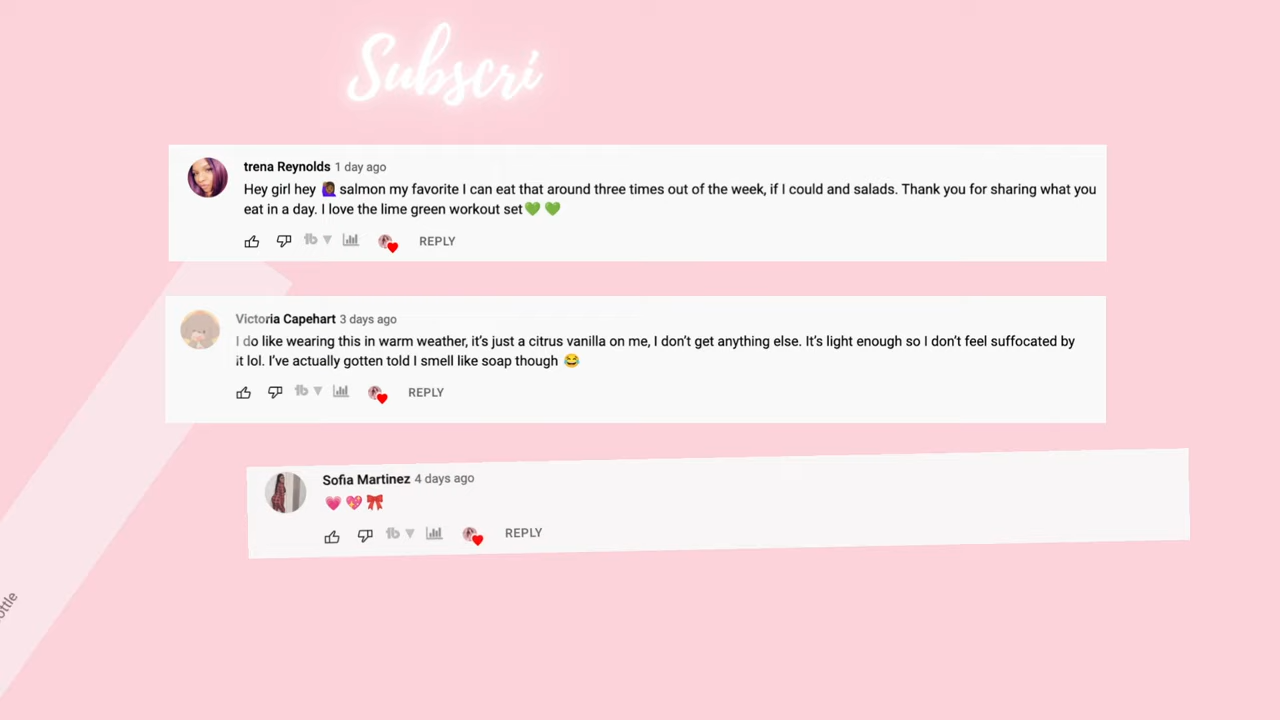 Subscri
trena Reynolds 1 day ago
Hey girl hey 🙋🏾‍♀️ salmon my favorite I can eat that around three times out of the week, if I could and salads. Thank you for sharing what you
eat in a day. I love the lime green workout set💚 💚
REPLY
Victoria Capehart 3 days ago
I do like wearing this in warm weather, it’s just a citrus vanilla on me, I don’t get anything else. It’s light enough so I don’t feel suffocated by
it lol. I’ve actually gotten told I smell like soap though 😂
REPLY
Sofia Martinez 4 days ago
💗 💖 🎀
REPLY
ottle